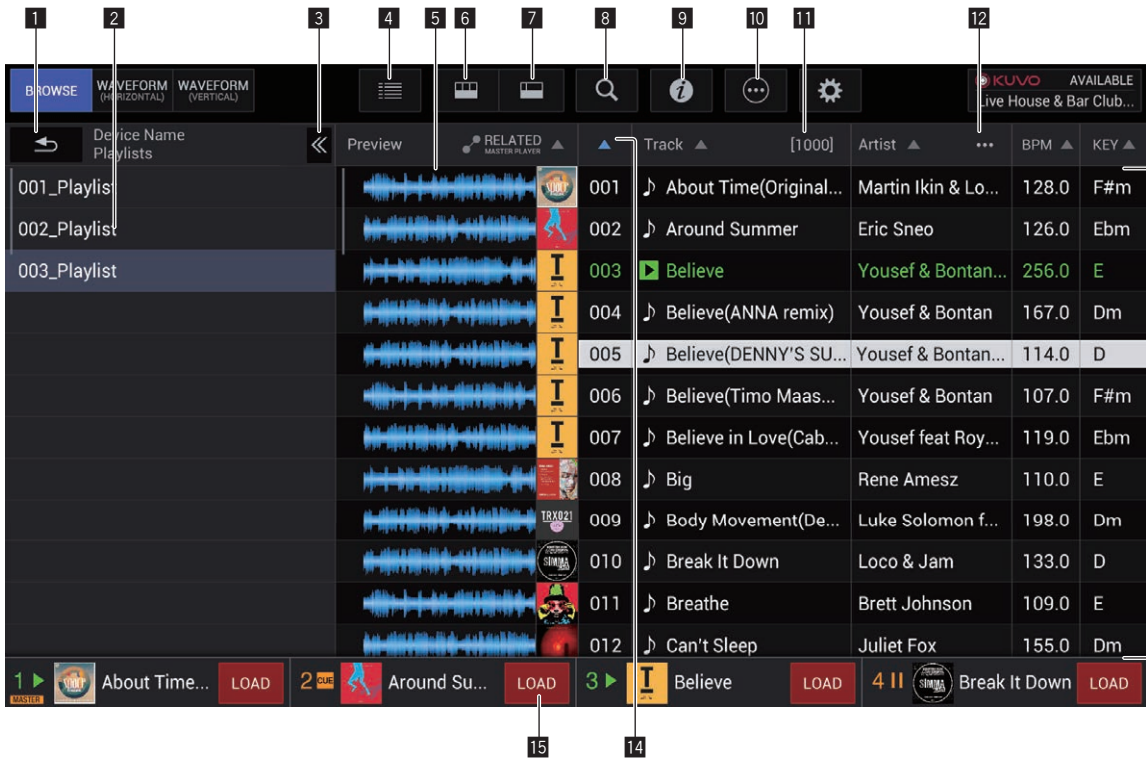 1 2 3 4 5 6 7 8 9 10 11 12
BROWSE WAVEFORM (HORIZONTAL) WAVEFORM (VERTICAL) i KUVO AVAILABLE
Live House & Bar Club...
Device Name
Playlists
Preview RELATED MASTER PLAYER Track [1000] Artist ... BPM KEY
001_Playlist
002_Playlist
003_Playlist
001 About Time(Original... Martin Ikin & Lo... 128.0 F#m
002 Around Summer Eric Sneo 126.0 Ebm
003 Believe Yousef & Bontan... 256.0 E
004 Believe(ANNA remix) Yousef & Bontan 167.0 Dm
005 Believe(DENNY'S SU... Yousef & Bontan... 114.0 D
006 Believe(Timo Maas... Yousef & Bontan 107.0 F#m
007 Believe in Love(Cab... Yousef feat Roy... 119.0 Ebm
008 Big Rene Amesz 110.0 E
TRX021 009 Body Movement(De... Luke Solomon f... 198.0 Dm
SIMMA 010 Break It Down Loco & Jam 133.0 D
011 Breathe Brett Johnson 109.0 E
012 Can't Sleep Juliet Fox 155.0 Dm
1 MASTER About Time... LOAD 2 CUE Around Su... LOAD 3 Believe LOAD 4 SIMMA Break It Down LOAD
15 14